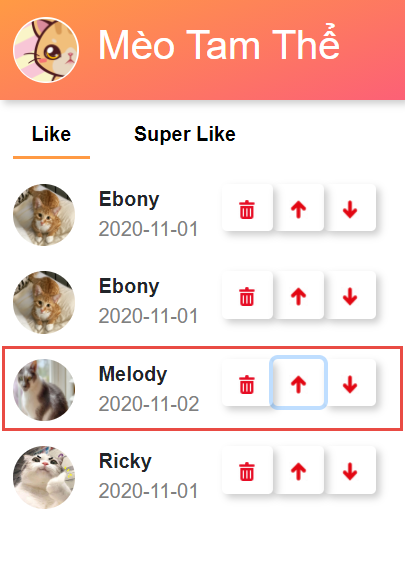 Mèo Tam Thể
Like Super Like
Ebony
2020-11-01
Ebony
2020-11-01
Melody
2020-11-02
Ricky
2020-11-01